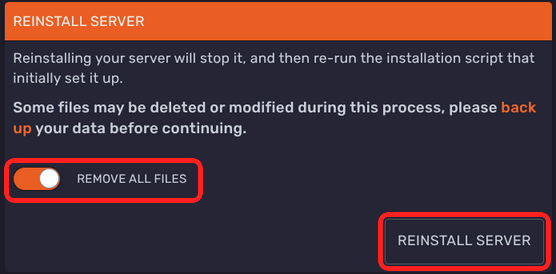 REINSTALL SERVER
Reinstalling your server will stop it, and then re-run the installation script that
initially set it up.
Some files may be deleted or modified during this process, please back
up your data before continuing.
REMOVE ALL FILES
REINSTALL SERVER